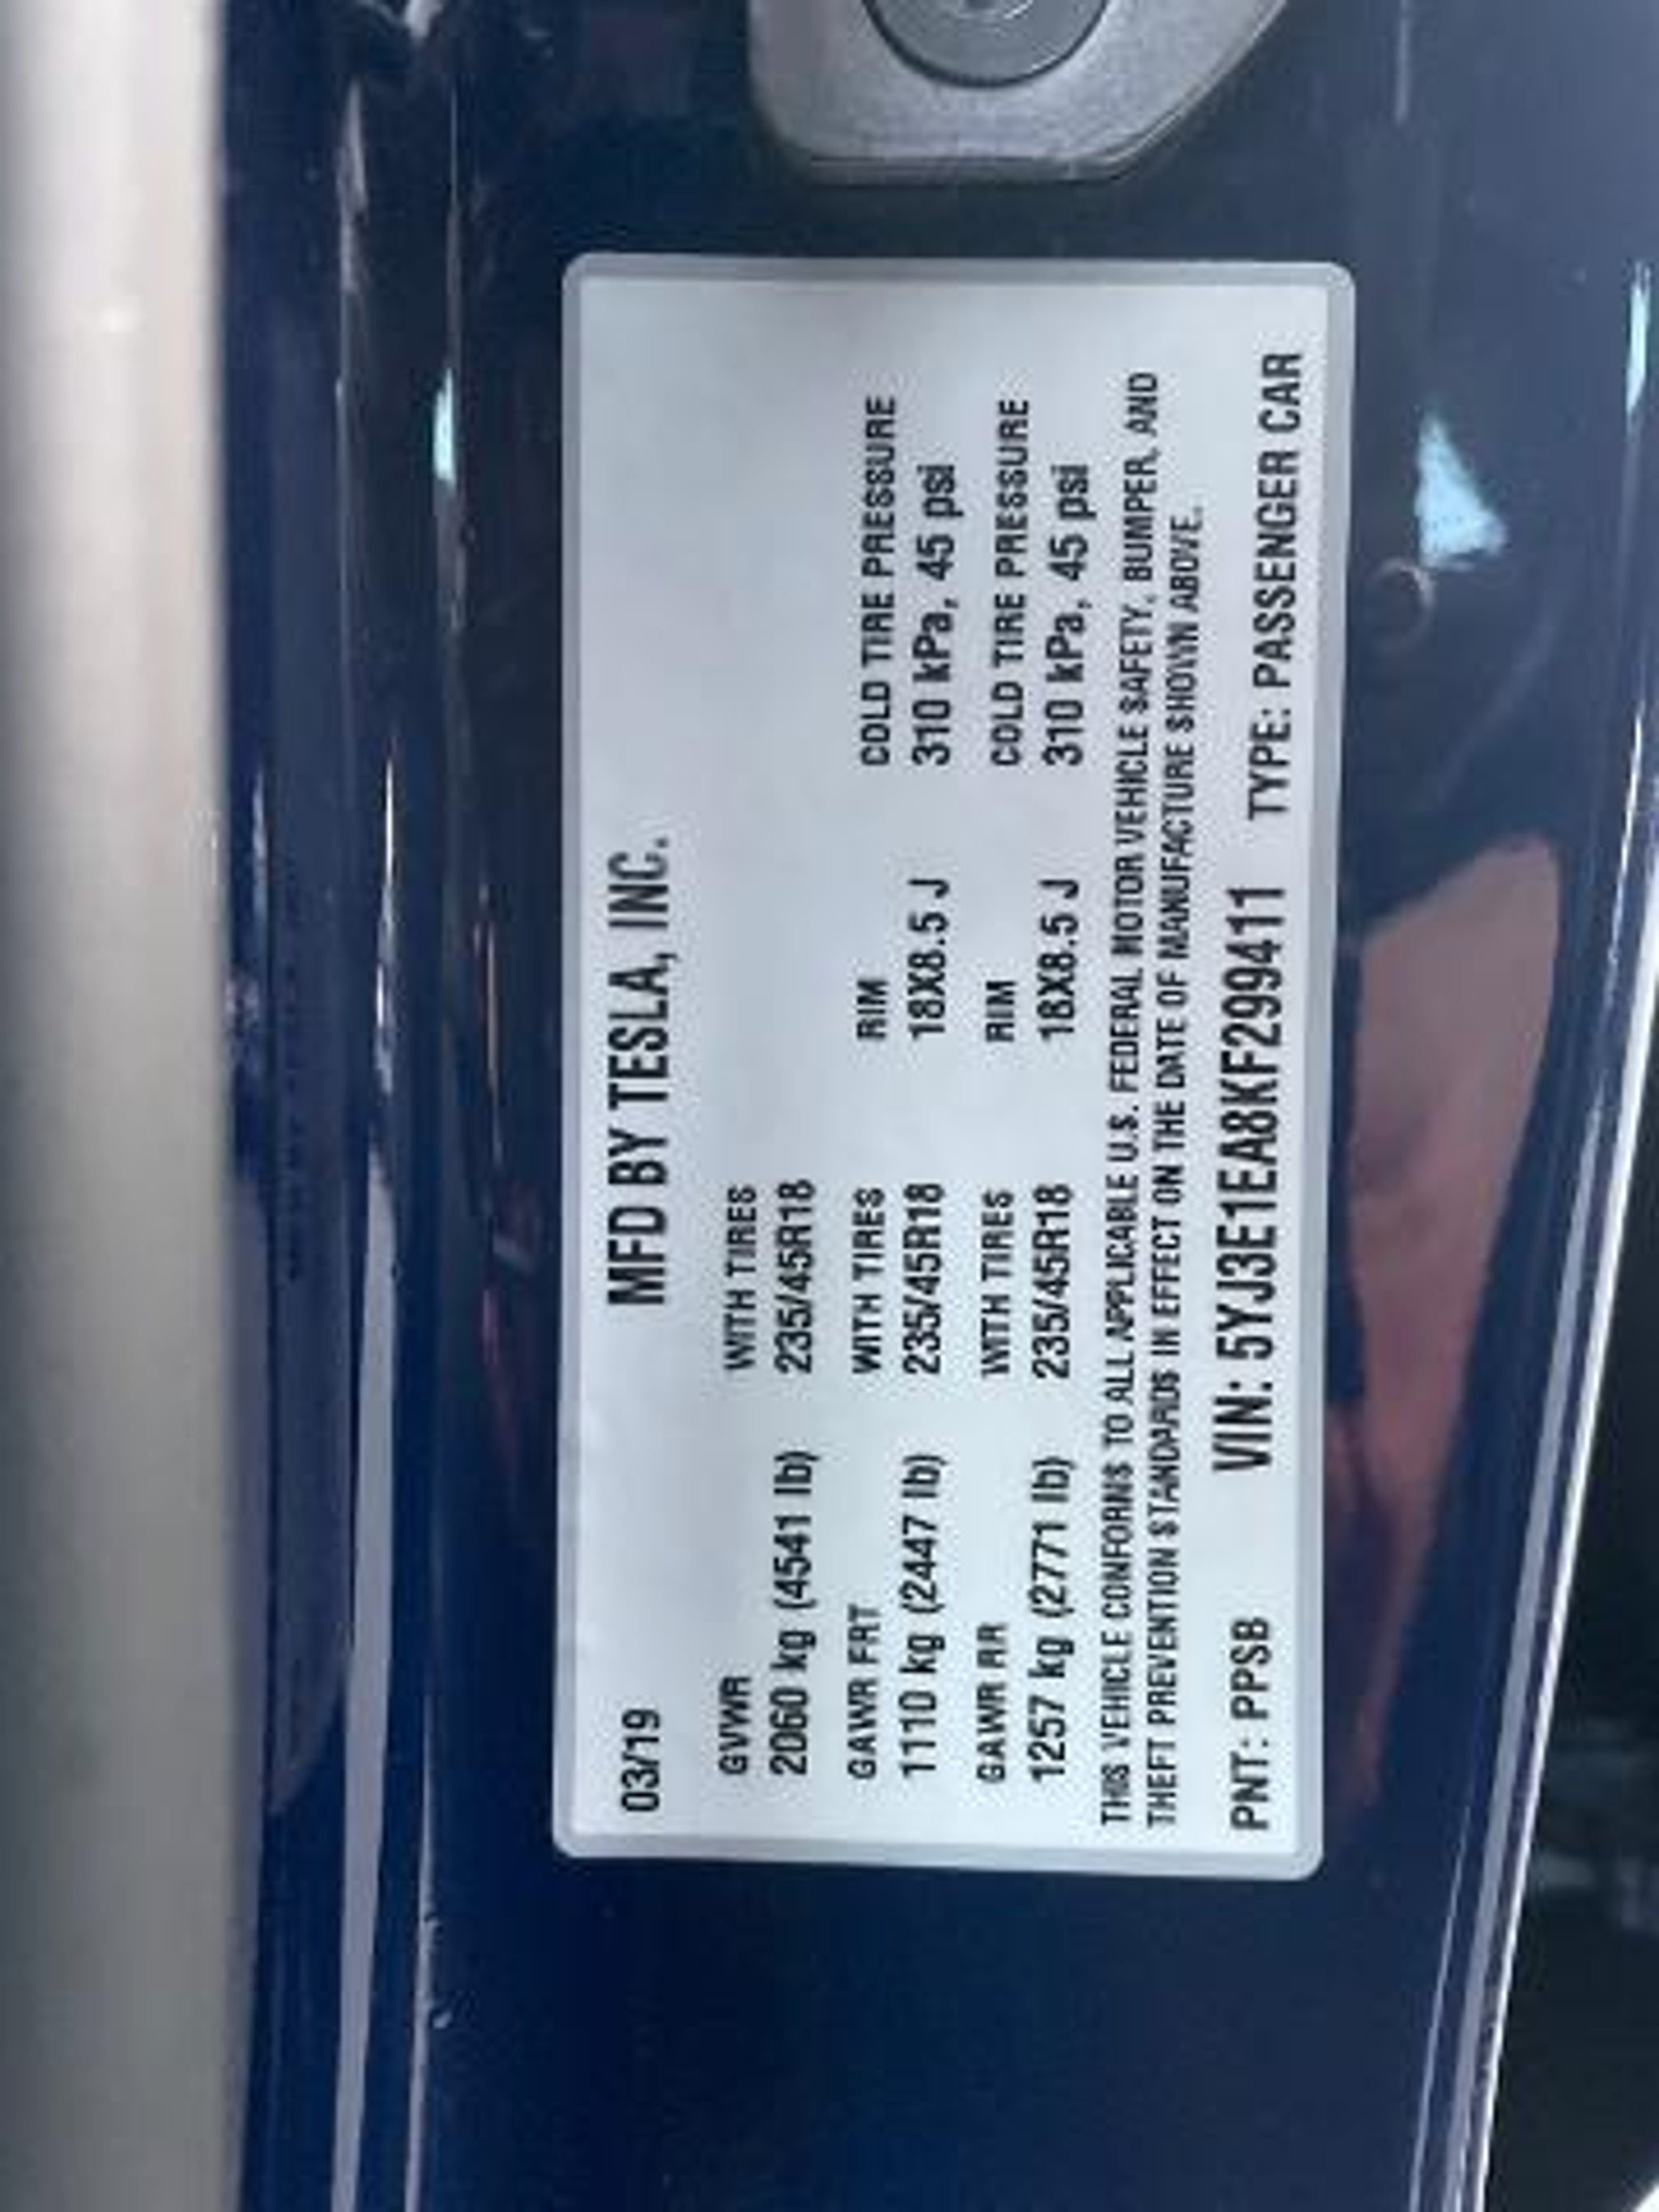 03/19 MFD BY TESLA, INC.
GVWR WITH TIRES
2060 kg (4541 lb) 235/45R18
GAWR FRT WITH TIRES RIM COLD TIRE PRESSURE
1110 kg (2447 lb) 235/45R18 18X8.5 J 310 kPa, 45 psi
GAWR RR WITH TIRES RIM COLD TIRE PRESSURE
1257 kg (2771 lb) 235/45R18 18X8.5 J 310 kPa, 45 psi
THIS VEHICLE CONFORMS TO ALL APPLICABLE U.S. FEDERAL MOTOR VEHICLE SAFETY, BUMPER, AND
THEFT PREVENTION STANDARDS IN EFFECT ON THE DATE OF MANUFACTURE SHOWN ABOVE.
PNT: PPSB VIN: 5YJ3E1EA8KF299411 TYPE: PASSENGER CAR